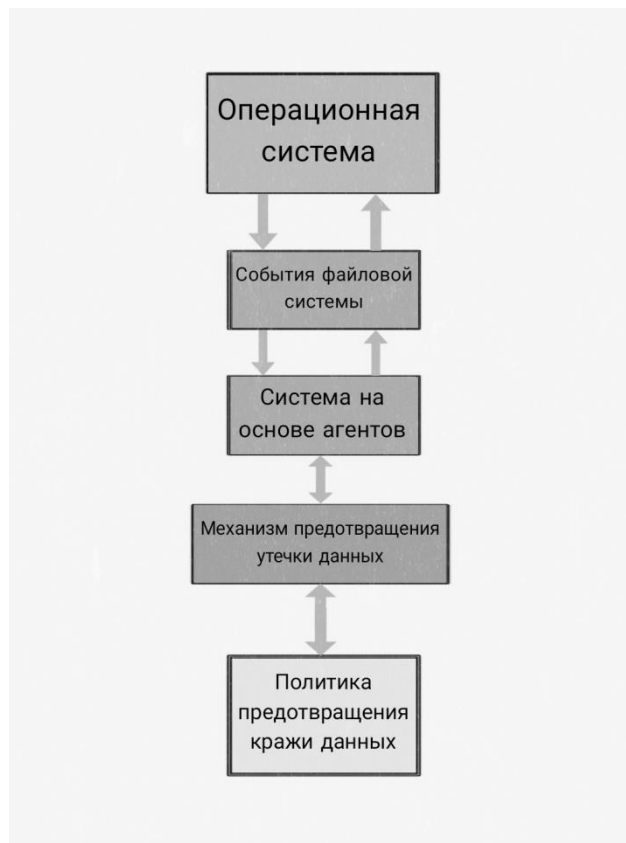 Операционная
система
События файловой
системы
Система на
основе агентов
Механизм предотвращения
утечки данных
Политика
предотвращения
кражи данных